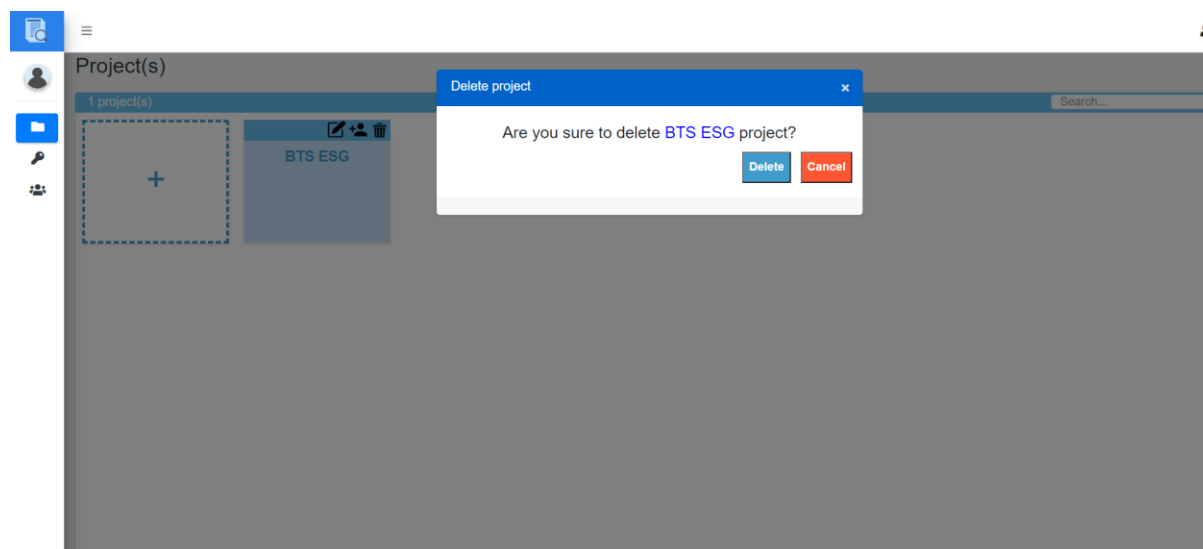 Project(s)
Delete project ×
1 project(s)
Search...
Are you sure to delete BTS ESG project?
BTS ESG
Delete Cancel